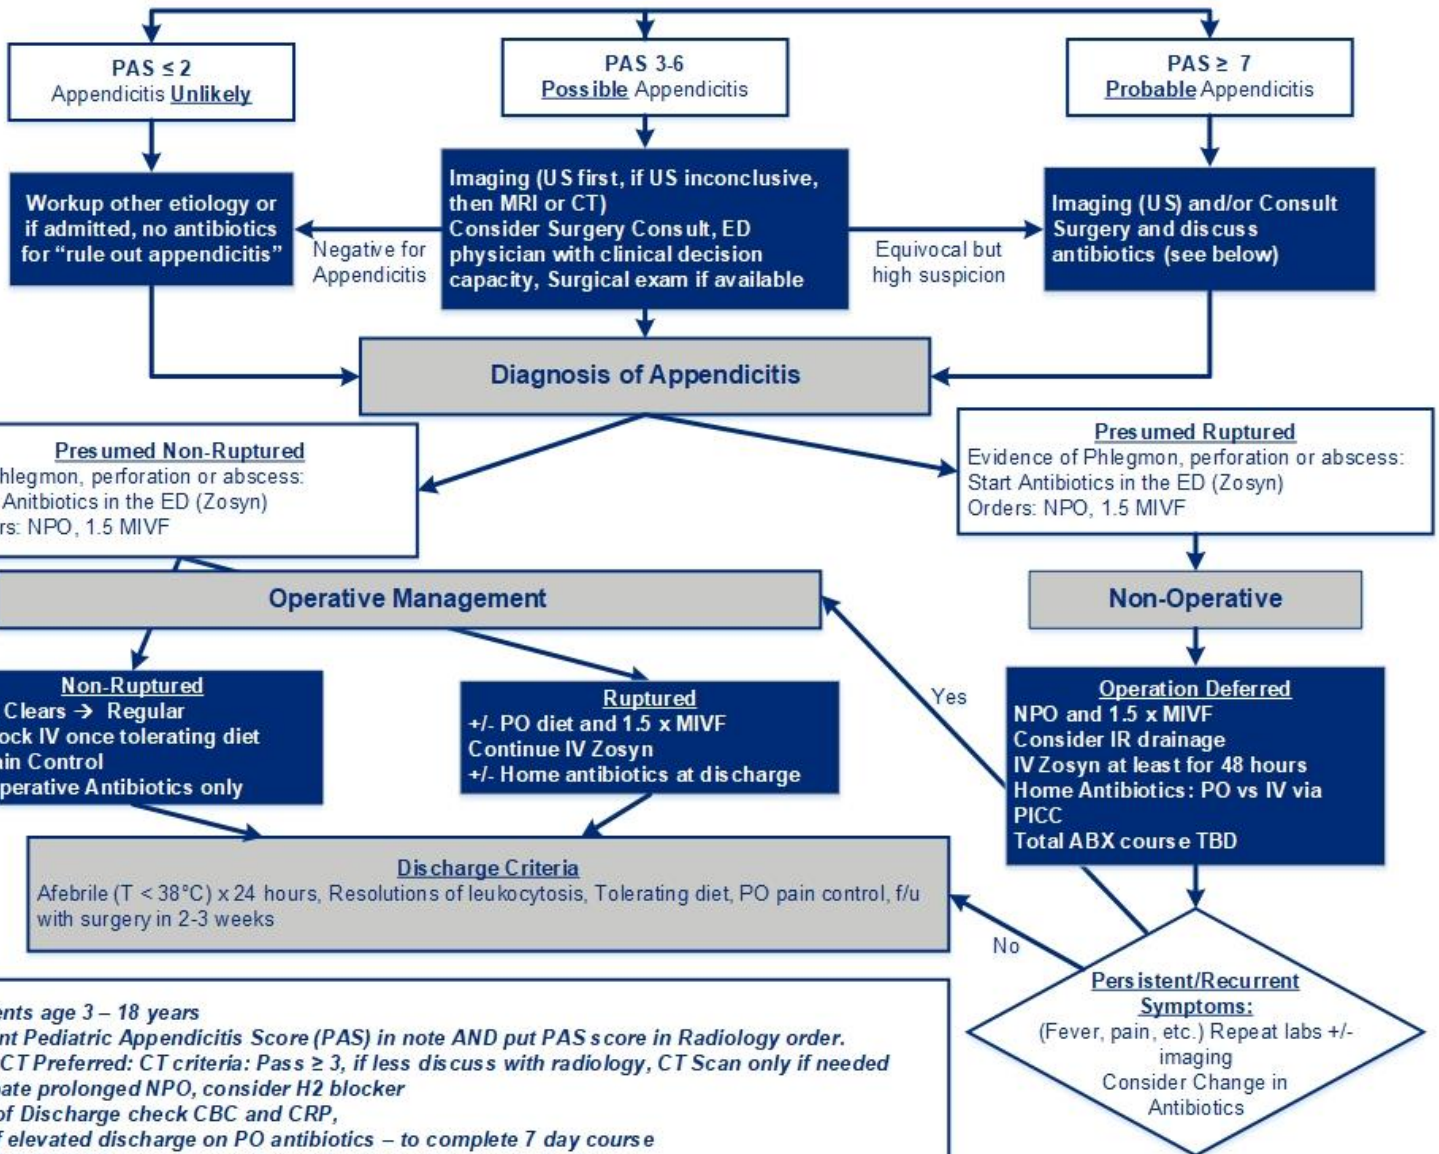 PAS ≤ 2
Appendicitis Unlikely
PAS 3-6
Possible Appendicitis
PAS ≥ 7
Probable Appendicitis
Workup other etiology or
if admitted, no antibiotics
for “rule out appendicitis”
Negative for
Appendicitis
Imaging (US first, if US inconclusive,
then MRI or CT)
Consider Surgery Consult, ED
physician with clinical decision
capacity, Surgical exam if available
Equivocal but
high suspicion
Imaging (US) and/or Consult
Surgery and discuss
antibiotics (see below)
Diagnosis of Appendicitis
Presumed Non-Ruptured
hlegmon, perforation or abscess:
Anitbiotics in the ED (Zosyn)
rs: NPO, 1.5 MIVF
Presumed Ruptured
Evidence of Phlegmon, perforation or abscess:
Start Antibiotics in the ED (Zosyn)
Orders: NPO, 1.5 MIVF
Operative Management
Non-Operative
Non-Ruptured
Clears → Regular
ock IV once tolerating diet
in Control
perative Antibiotics only
Ruptured
+/- PO diet and 1.5 x MIVF
Continue IV Zosyn
+/- Home antibiotics at discharge
Yes
Operation Deferred
NPO and 1.5 x MIVF
Consider IR drainage
IV Zosyn at least for 48 hours
Home Antibiotics: PO vs IV via
PICC
Total ABX course TBD
Discharge Criteria
Afebrile (T < 38°C) x 24 hours, Resolutions of leukocytosis, Tolerating diet, PO pain control, f/u
with surgery in 2-3 weeks
No
Persistent/Recurrent
Symptoms:
(Fever, pain, etc.) Repeat labs +/-
imaging
Consider Change in
Antibiotics
ents age 3 – 18 years
nt Pediatric Appendicitis Score (PAS) in note AND put PAS score in Radiology order.
CT Preferred: CT criteria: Pass ≥ 3, if less discuss with radiology, CT Scan only if needed
ate prolonged NPO, consider H2 blocker
of Discharge check CBC and CRP,
f elevated discharge on PO antibiotics – to complete 7 day course